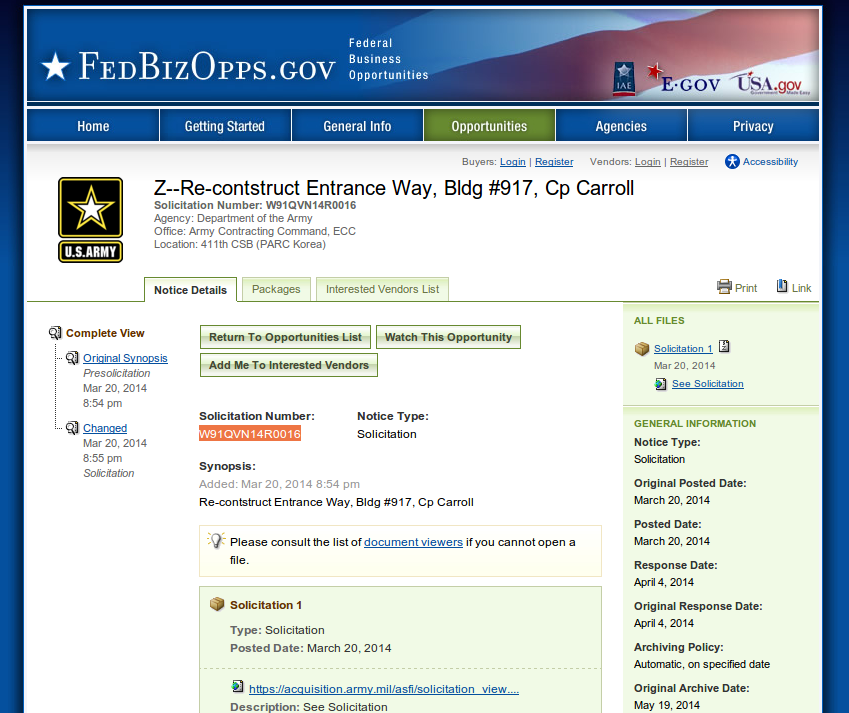 FedBizOpps.gov
Federal
Business
Opportunities
IAE
E-GOV
USA.gov
Government Made Easy
Home
Getting Started
General Info
Opportunities
Agencies
Privacy
Buyers: Login | Register Vendors: Login | Register Accessibility
U.S.ARMY
Z--Re-contstruct Entrance Way, Bldg #917, Cp Carroll
Solicitation Number: W91QVN14R0016
Agency: Department of the Army
Office: Army Contracting Command, ECC
Location: 411th CSB (PARC Korea)
Notice Details
Packages
Interested Vendors List
Print
Link
Complete View
Original Synopsis
Presolicitation
Mar 20, 2014
8:54 pm
Changed
Mar 20, 2014
8:55 pm
Solicitation
Return To Opportunities List
Watch This Opportunity
Add Me To Interested Vendors
Solicitation Number:
W91QVN14R0016
Notice Type:
Solicitation
Synopsis:
Added: Mar 20, 2014 8:54 pm
Re-contstruct Entrance Way, Bldg #917, Cp Carroll
Please consult the list of document viewers if you cannot open a
file.
Solicitation 1
Type: Solicitation
Posted Date: March 20, 2014
https://acquisition.army.mil/asfi/solicitation_view....
Description: See Solicitation
ALL FILES
Solicitation 1
Mar 20, 2014
See Solicitation
GENERAL INFORMATION
Notice Type:
Solicitation
Original Posted Date:
March 20, 2014
Posted Date:
March 20, 2014
Response Date:
April 4, 2014
Original Response Date:
April 4, 2014
Archiving Policy:
Automatic, on specified date
Original Archive Date:
May 19, 2014